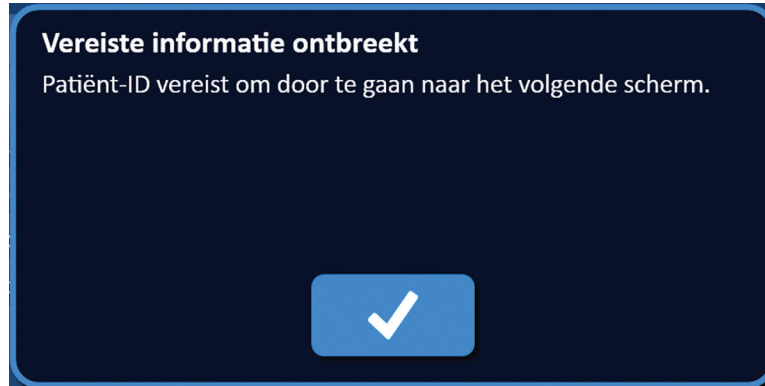 Vereiste informatie ontbreekt
Patiënt-ID vereist om door te gaan naar het volgende scherm.